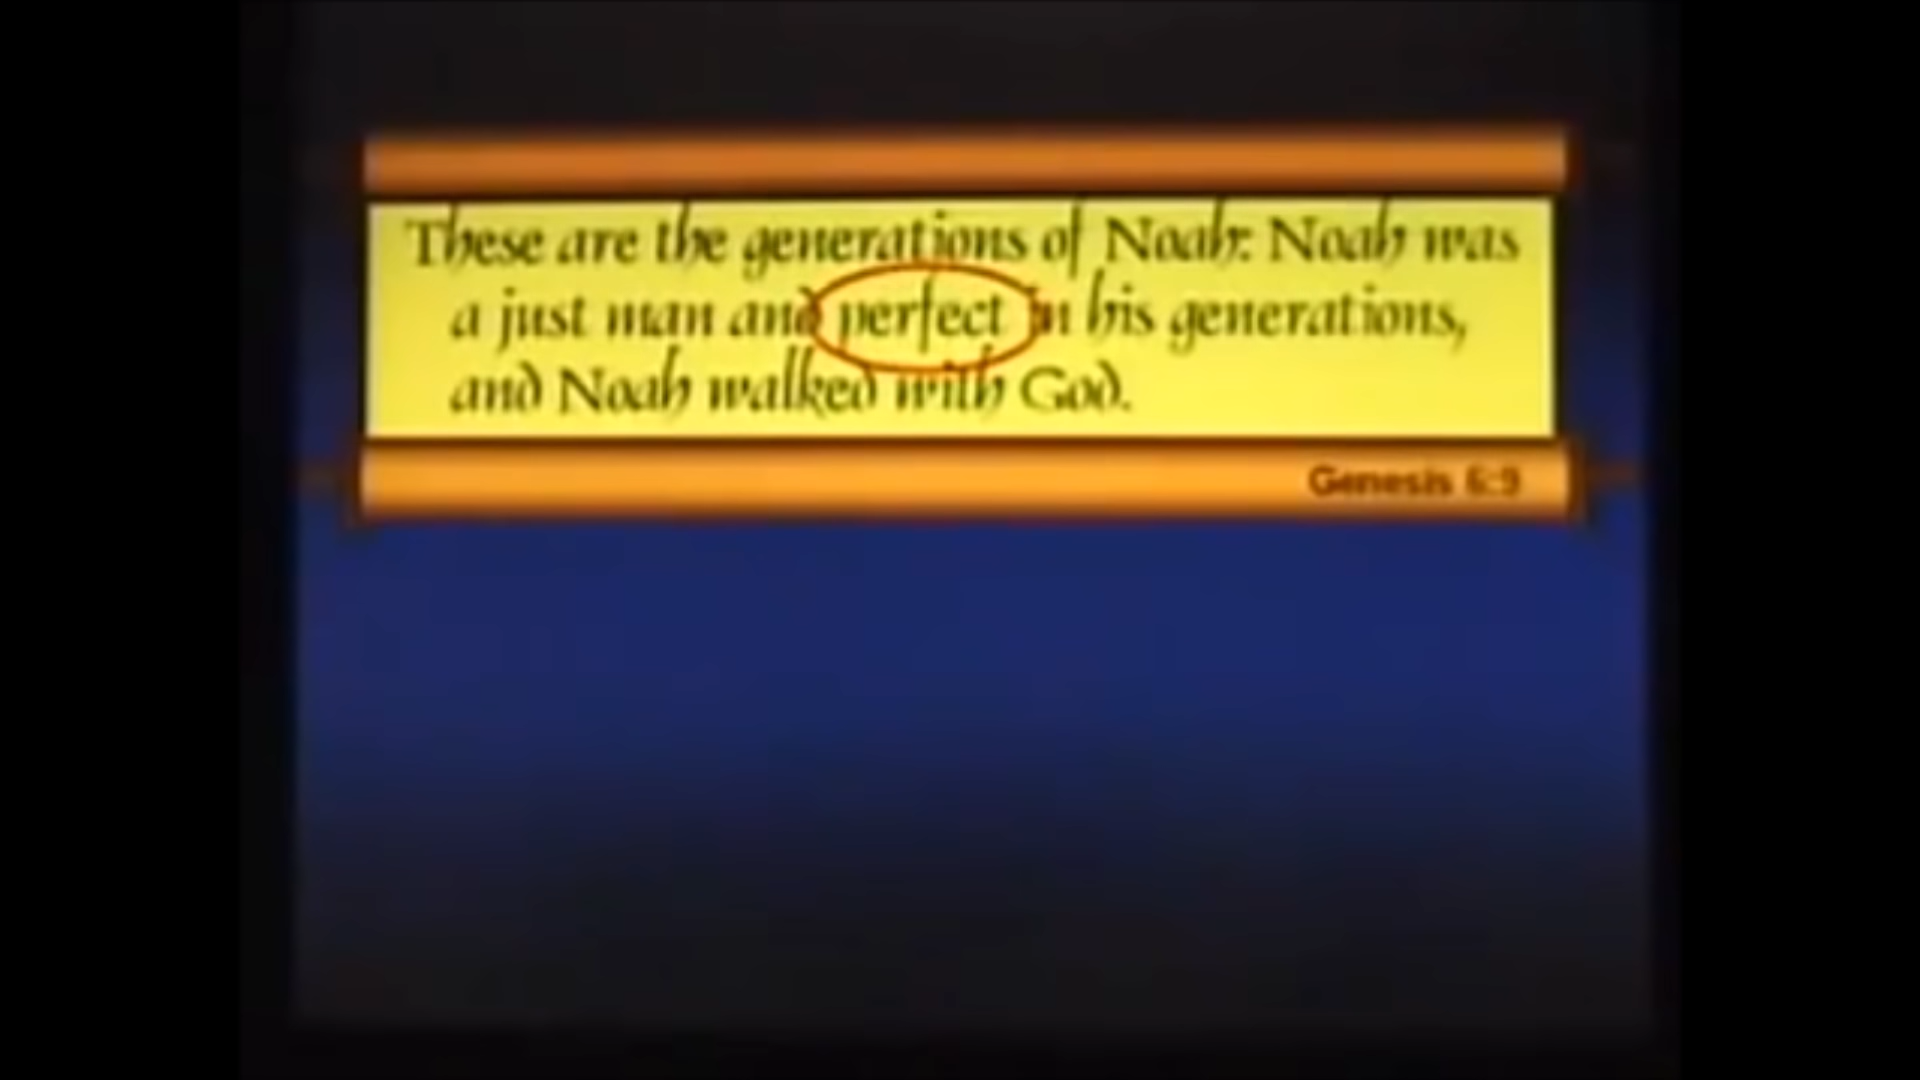 These are the generations of Noah: Noah was
a just man and perfect in his generations,
and Noah walked with God.
Genesis 6:9